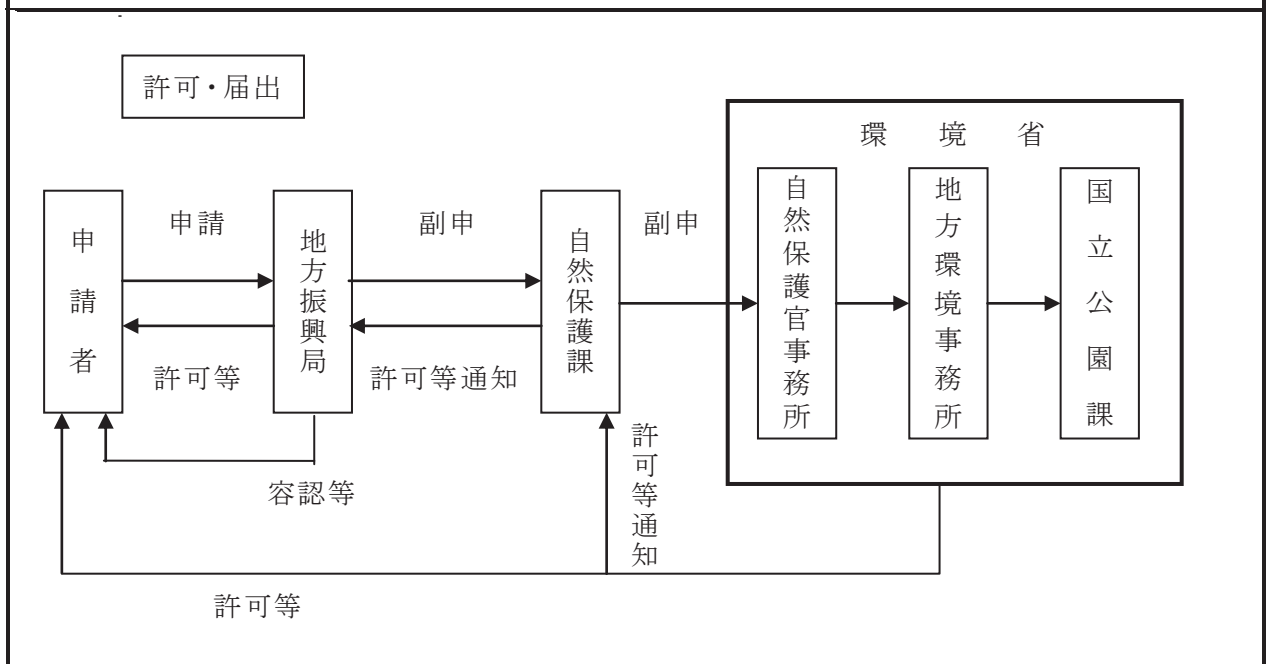 許可・届出
環境省
申請者
申請
地方振興局
副申
自然保護課
副申
自然保護官事務所
地方環境事務所
国立公園課
許可等
許可等通知
容認等
許可等通知
許可等